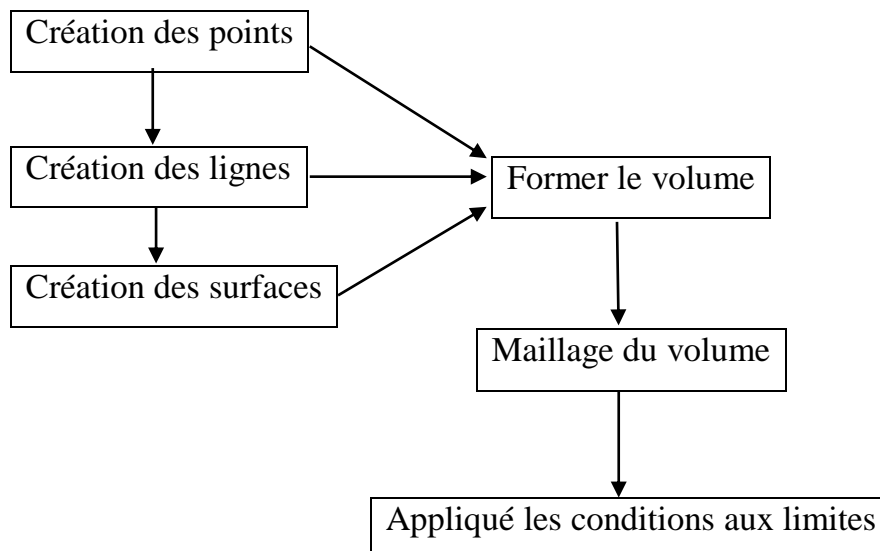 Création des points
Création des lignes
Former le volume
Création des surfaces
Maillage du volume
Appliqué les conditions aux limites